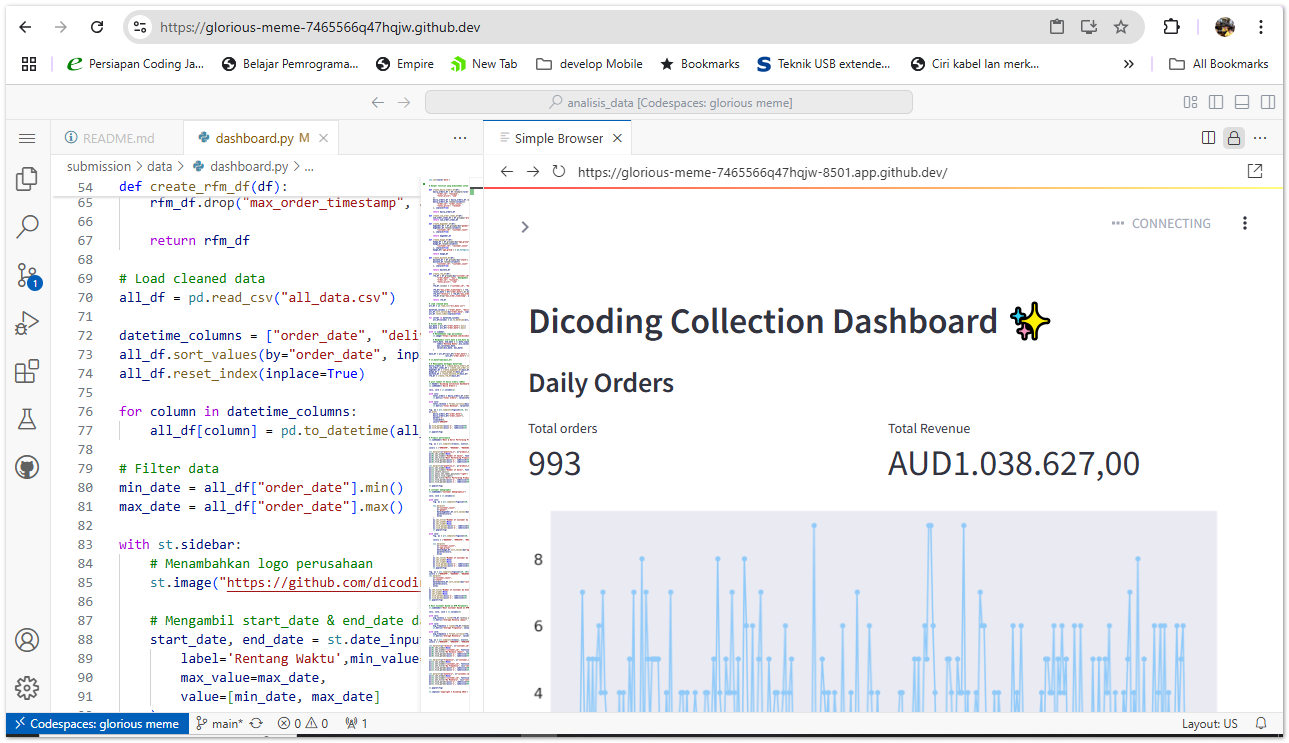 https://glorious-meme-7465566q47hqjw.github.dev
Persiapan Coding Ja...
Belajar Pemrograma...
Empire
New Tab
develop Mobile
Bookmarks
Teknik USB extende...
Ciri kabel lan merk...
All Bookmarks
analisis_data [Codespaces: glorious meme]
README.md
dashboard.py M
Simple Browser
submission > data > dashboard.py > ...
https://glorious-meme-7465566q47hqjw-8501.app.github.dev/
54 def create_rfm_df(df):
65 rfm_df.drop("max_order_timestamp",
66
67 return rfm_df
68
69 # Load cleaned data
70 all_df = pd.read_csv("all_data.csv")
71
72 datetime_columns = ["order_date", "deli
73 all_df.sort_values(by="order_date", inp
74 all_df.reset_index(inplace=True)
75
76 for column in datetime_columns:
77 all_df[column] = pd.to_datetime(all_
78
79 # Filter data
80 min_date = all_df["order_date"].min()
81 max_date = all_df["order_date"].max()
82
83 with st.sidebar:
84 # Menambahkan logo perusahaan
85 st.image("https://github.com/dicodin
86
87 # Mengambil start_date & end_date da
88 start_date, end_date = st.date_input
89 label='Rentang Waktu',min_value=
90 max_value=max_date,
91 value=[min_date, max_date]
CONNECTING
Dicoding Collection Dashboard
Daily Orders
Total orders
993
Total Revenue
AUD1.038.627,00
8
6
4
1
Codespaces: glorious meme
main*
0
0
1
Layout: US